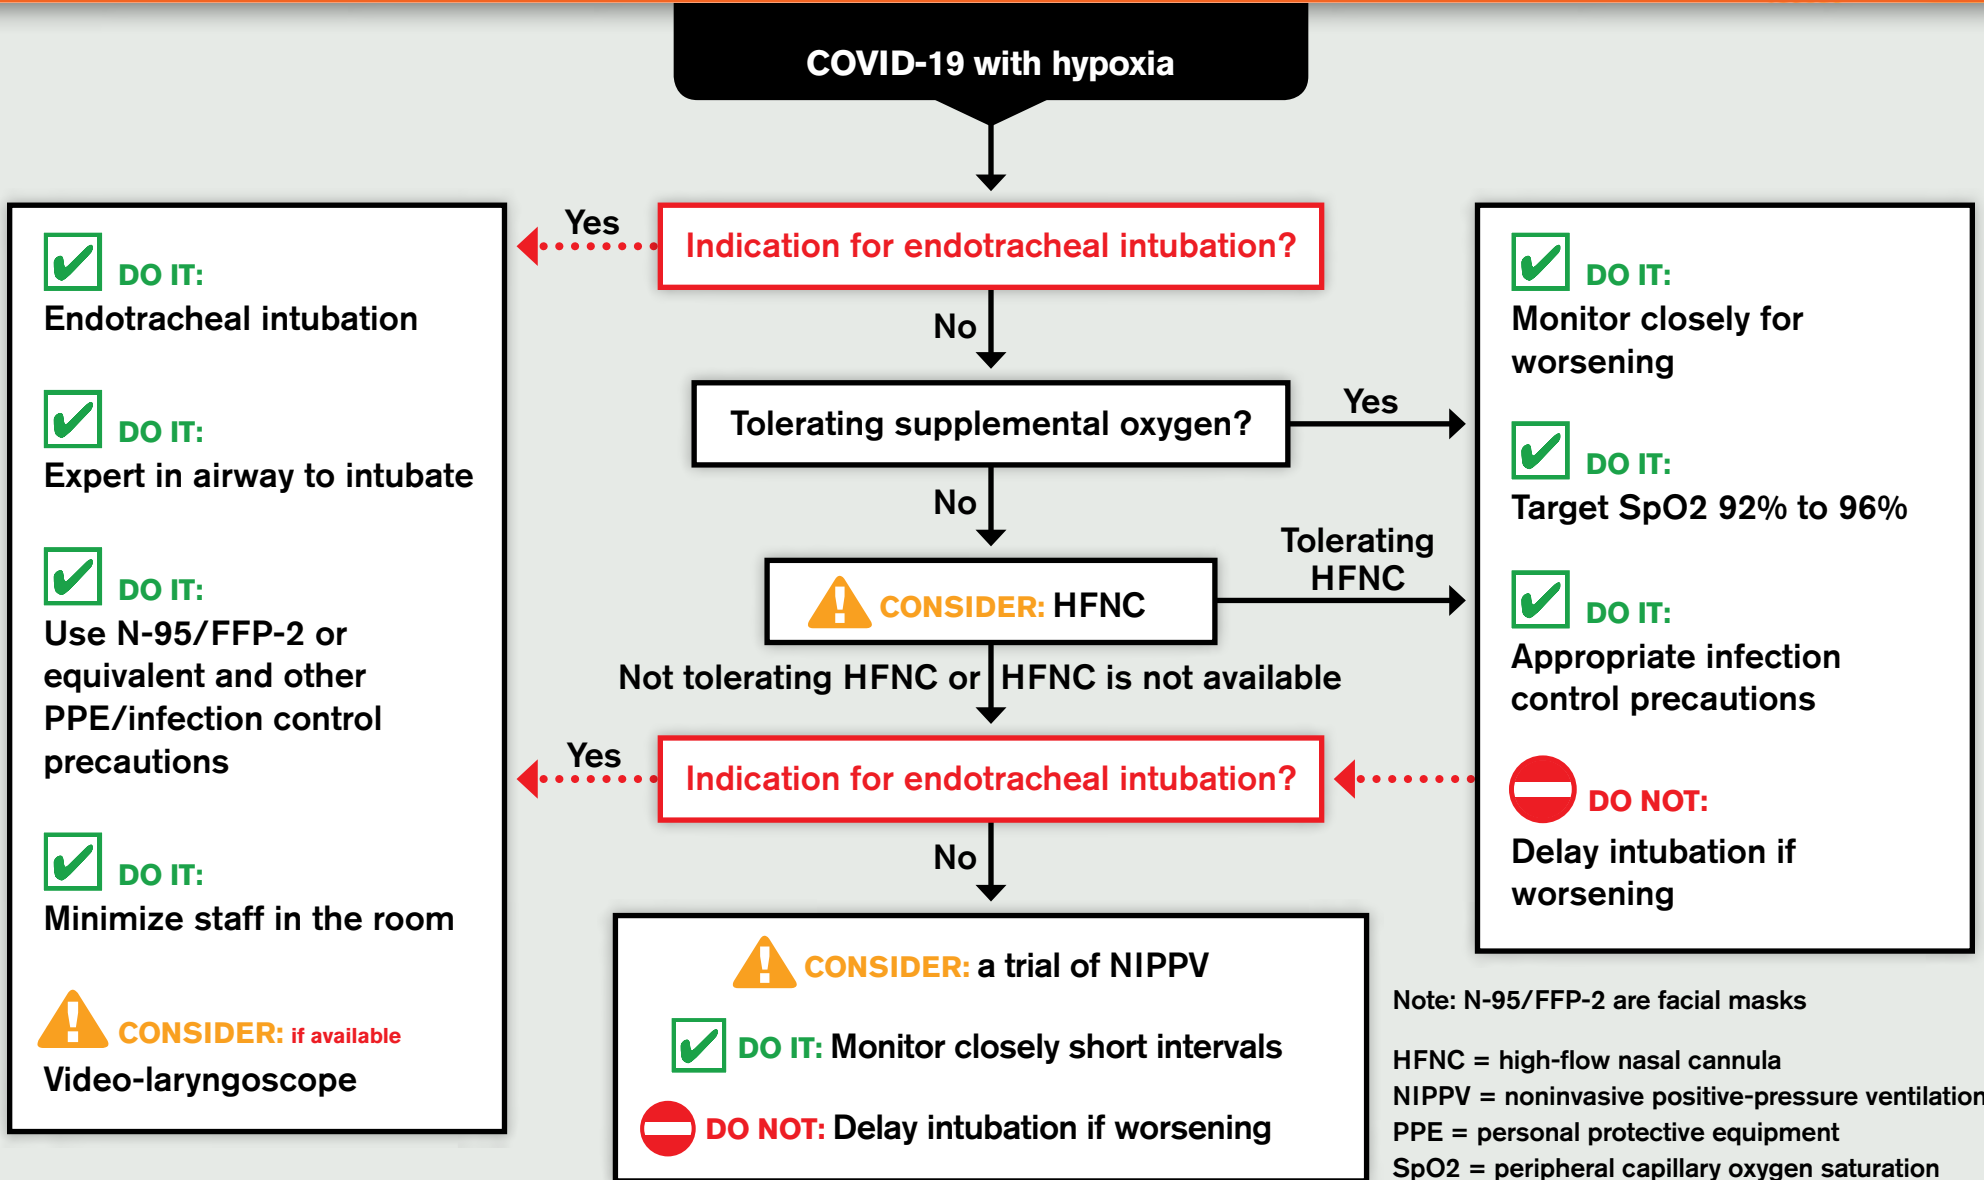 COVID-19 with hypoxia
Yes
Indication for endotracheal intubation?
No
Tolerating supplemental oxygen?
Yes
No
CONSIDER: HFNC
Tolerating
HFNC
Not tolerating HFNC or HFNC is not available
Yes
Indication for endotracheal intubation?
No
CONSIDER: a trial of NIPPV
DO IT: Monitor closely short intervals
DO NOT: Delay intubation if worsening
DO IT:
Endotracheal intubation
DO IT:
Expert in airway to intubate
DO IT:
Use N-95/FFP-2 or
equivalent and other
PPE/infection control
precautions
DO IT:
Minimize staff in the room
CONSIDER: if available
Video-laryngoscope
DO IT:
Monitor closely for
worsening
DO IT:
Target SpO2 92% to 96%
DO IT:
Appropriate infection
control precautions
DO NOT:
Delay intubation if
worsening
Note: N-95/FFP-2 are facial masks
HFNC = high-flow nasal cannula
NIPPV = noninvasive positive-pressure ventilation
PPE = personal protective equipment
SpO2 = peripheral capillary oxygen saturation